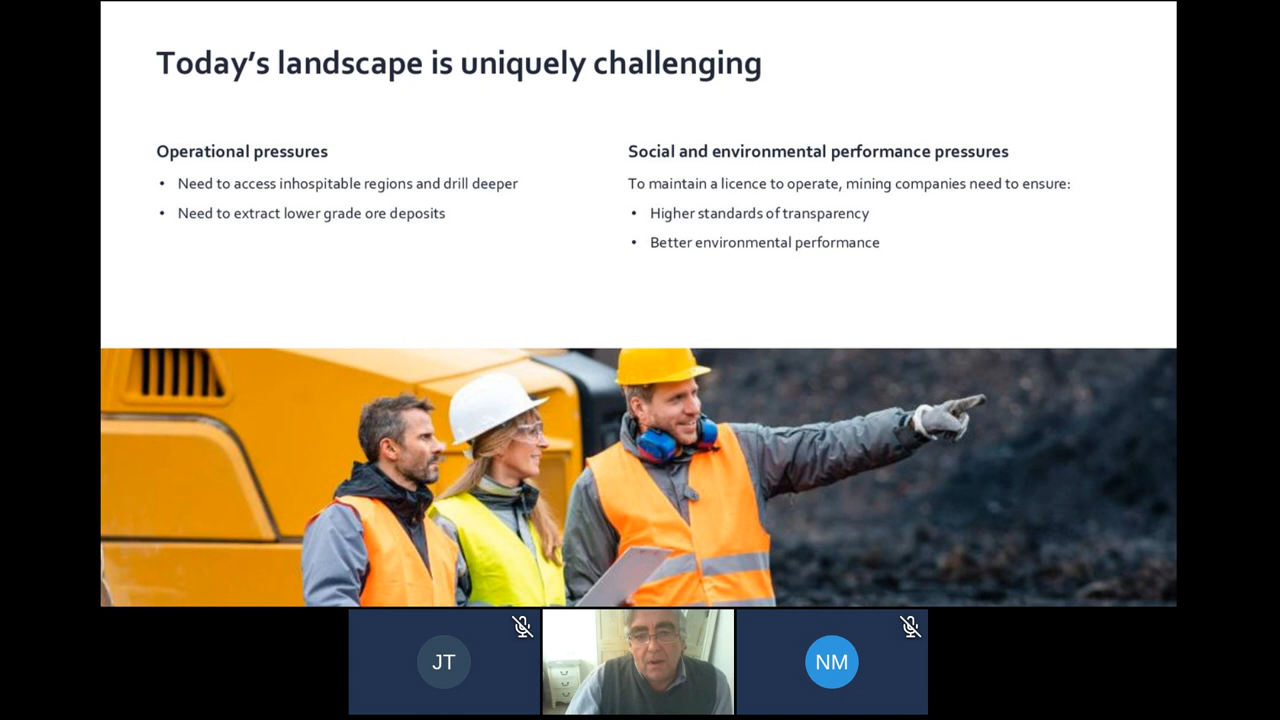 Today's landscape is uniquely challenging
Operational pressures
• Need to access inhospitable regions and drill deeper
• Need to extract lower grade ore deposits
Social and environmental performance pressures
To maintain a licence to operate, mining companies need to ensure:
• Higher standards of transparency
• Better environmental performance
JT
NM